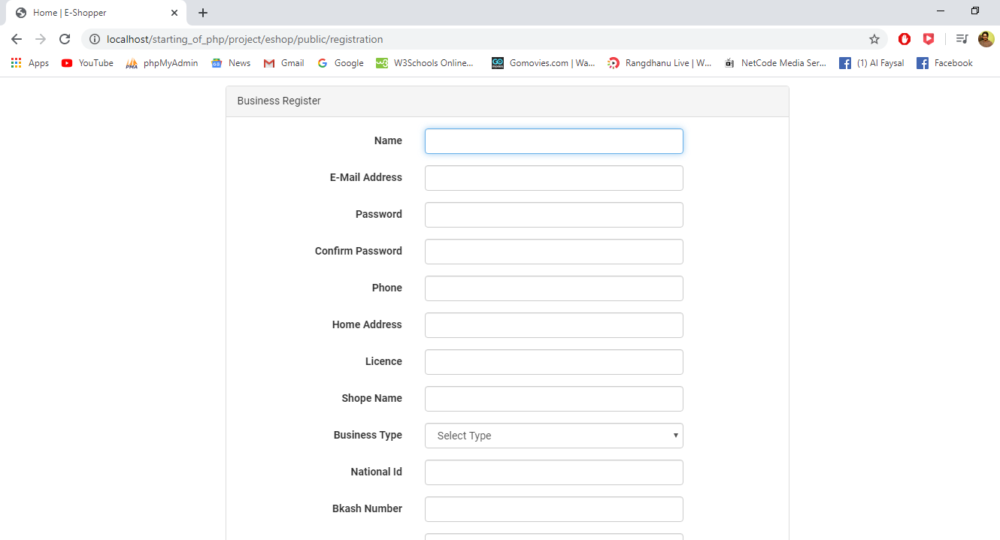 Home | E-Shopper
localhost/starting_of_php/project/eshop/public/registration
Apps YouTube phpMyAdmin News Gmail Google W3Schools Online... Gomovies.com | Wa... Rangdhanu Live | W... NetCode Media Ser... (1) Al Faysal Facebook
Business Register
Name
E-Mail Address
Password
Confirm Password
Phone
Home Address
Licence
Shope Name
Business Type Select Type
National Id
Bkash Number